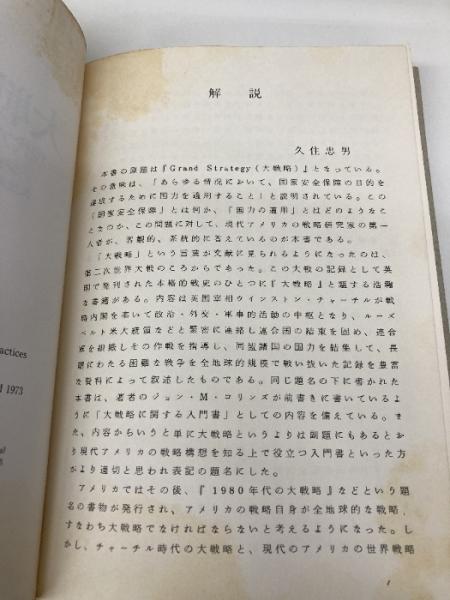 大戦
actices
1973
解説
久住忠男
本書の原題は『Grand Strategy(大戦略)』となっている。
その意味は、「あらゆる情況において、国家安全保障の目的を
達成するために国力を適用すること」と説明されている。この
「国家安全保障」とは何か、「国力の運用」とはどのようなこ
となのか、この問題に対して、現代アメリカの戦略研究家の第一
人者が、客観的、系統的に答えているのが本書である。
「大戦略」という言葉が文献に見られるようになったのは、
第二次世界大戦のころからであった。この大戦の記録として英
国で発刊された本格的戦史のひとつに『大戦略』と題する浩瀚
な書籍がある。内容は英国宰相ウインストン・チャーチルが戦
時内閣を率いて政治・外交・軍事的活動の中枢となり、ルーズ
ベルト米大統領などと緊密に連絡し連合国の結束を固め、連合
軍を組織しその作戦を指導し、同盟諸国の国力を結集して、長
期にわたる困難な戦争を全地球的規模で戦い抜いた記録を豊富
な資料によって叙述したものである。同じ題名の下に書かれた
本書は、著者のジョン・M・コリンズが前書きに書いているよ
うに「大戦略に関する入門書」としての内容を備えている。ま
た、内容からいうと単に大戦略というよりは副題にもあるとお
り現代アメリカの戦略構想を知る上で役立つ入門書といった方
がより適切と思われ表記の題名にした。
アメリカではその後、『1980年代の大戦略』などという題
名の書物が発行され、アメリカの戦略自身が全地球的な戦略、
すなわち大戦略でなければならないと考えるようになった。し
かし、チャーチル時代の大戦略と、現代のアメリカの世界戦略